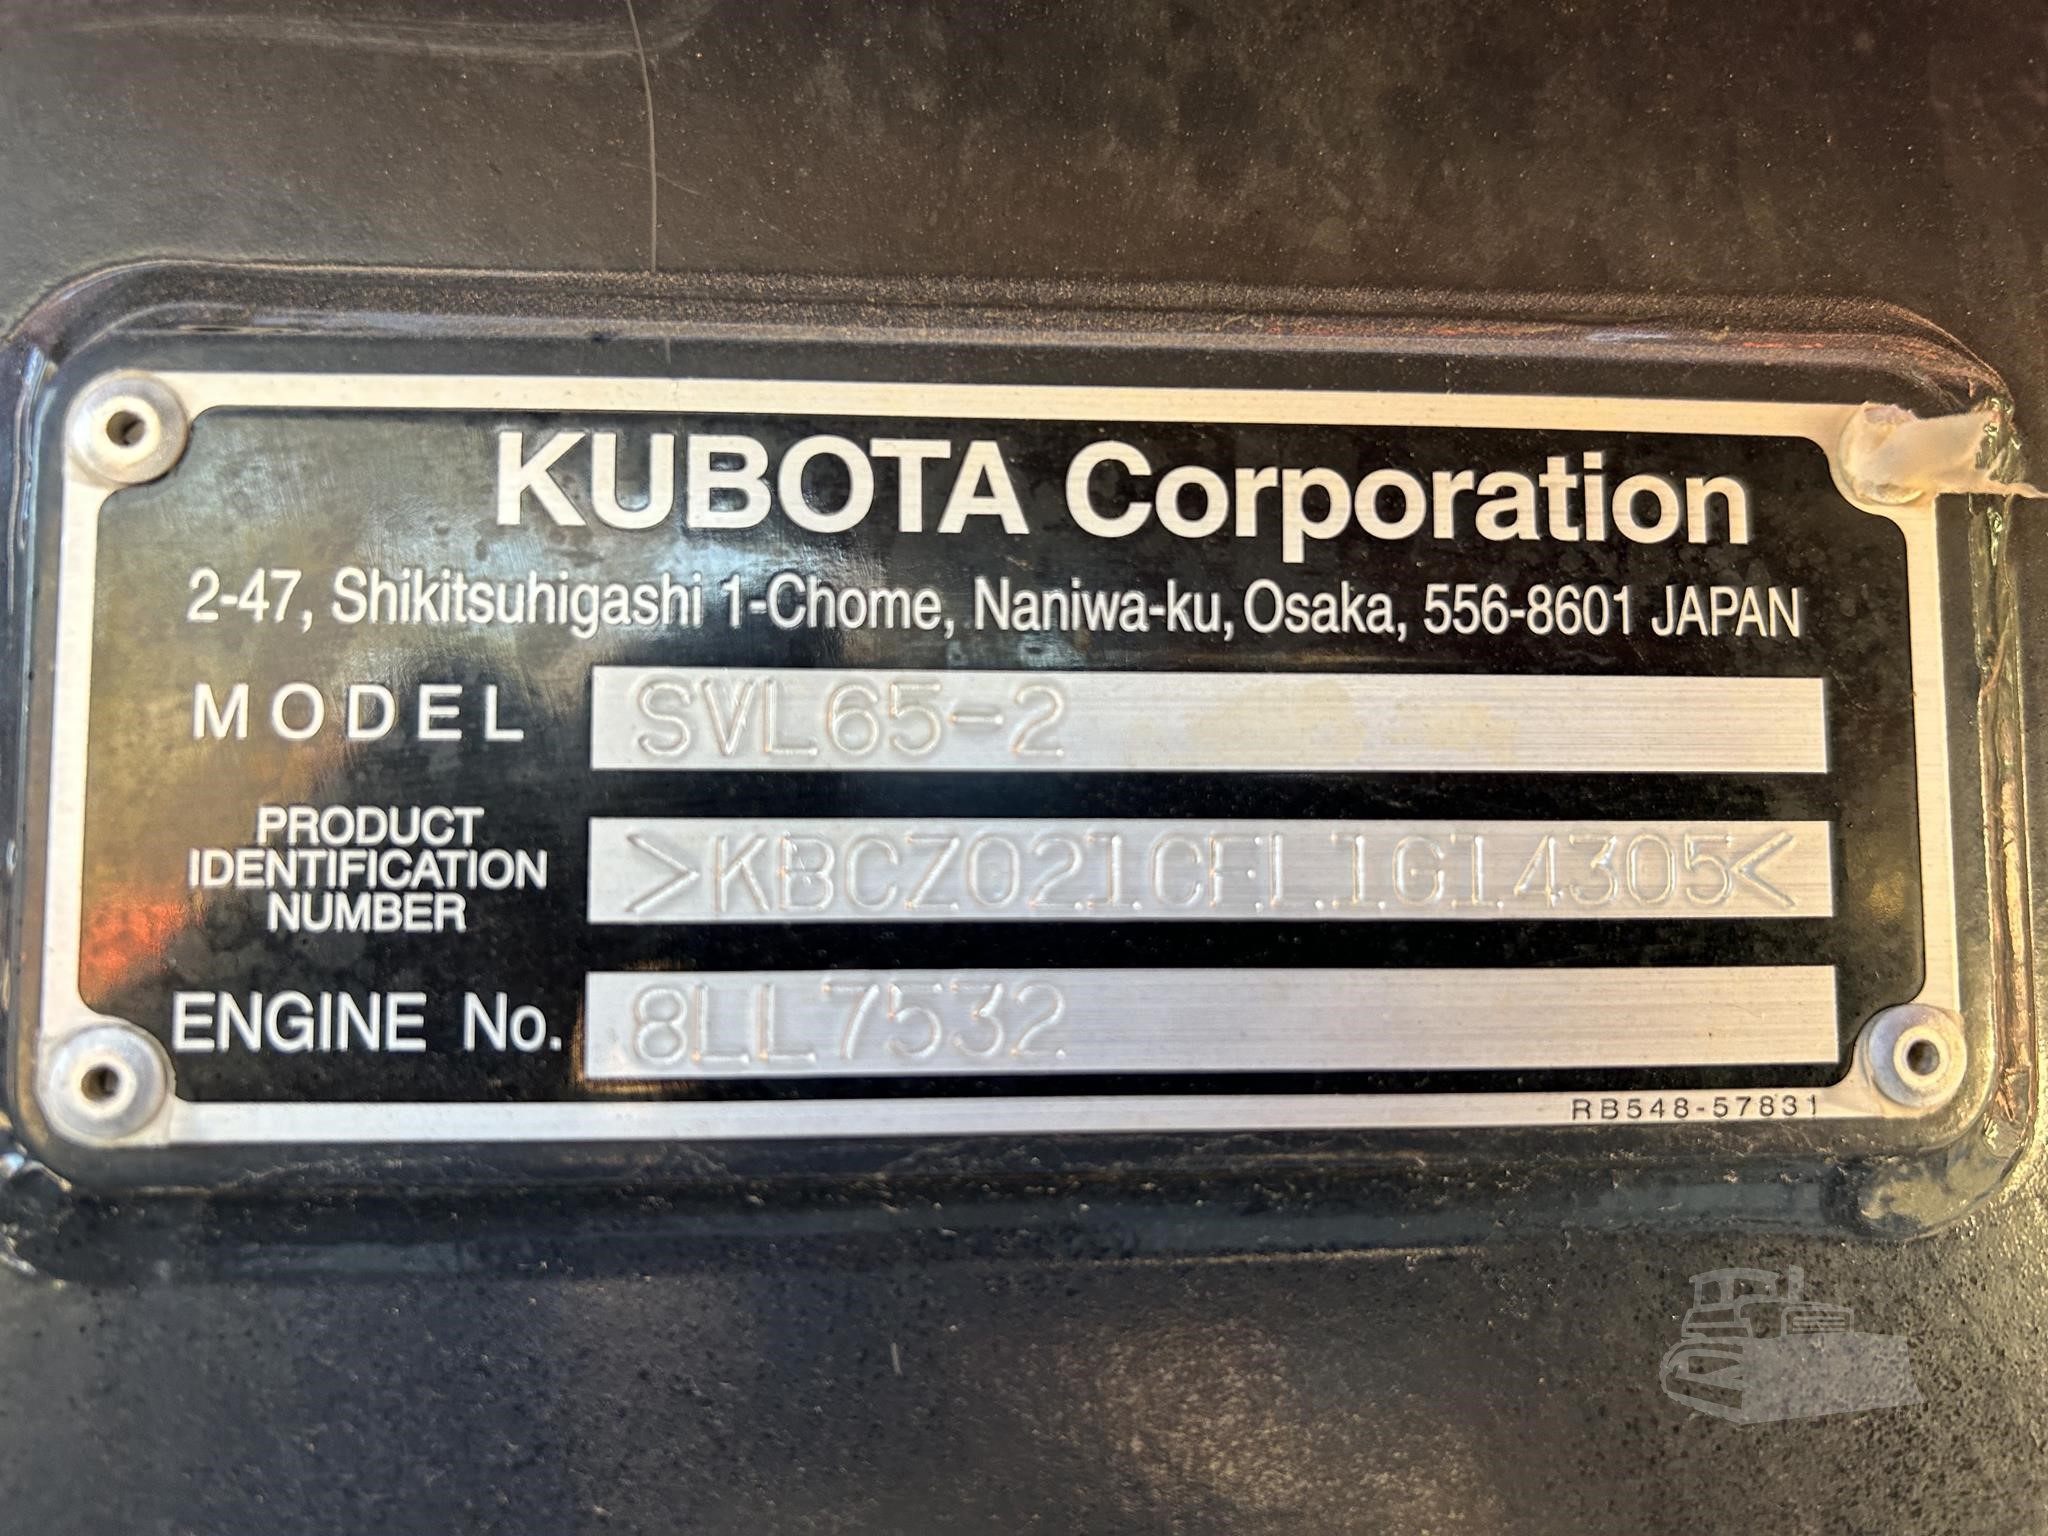 KUBOTA Corporation
2-47, Shikitsuhigashi 1-Chome, Naniwa-ku, Osaka, 556-8601 JAPAN
MODEL SVL65-2
PRODUCT
IDENTIFICATION
NUMBER
>KBCZ021CFL1G14305<
ENGINE No. 8LL7532
RB548-57831